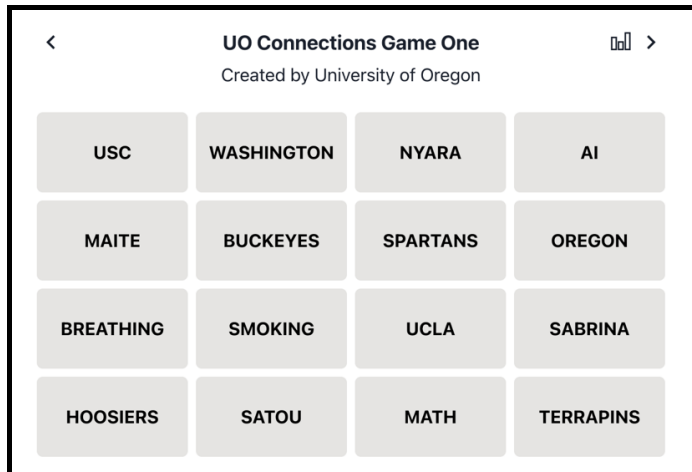 UO Connections Game One
Created by University of Oregon
USC WASHINGTON NYARA AI
MAITE BUCKEYES SPARTANS OREGON
BREATHING SMOKING UCLA SABRINA
HOOSIERS SATOU MATH TERRAPINS